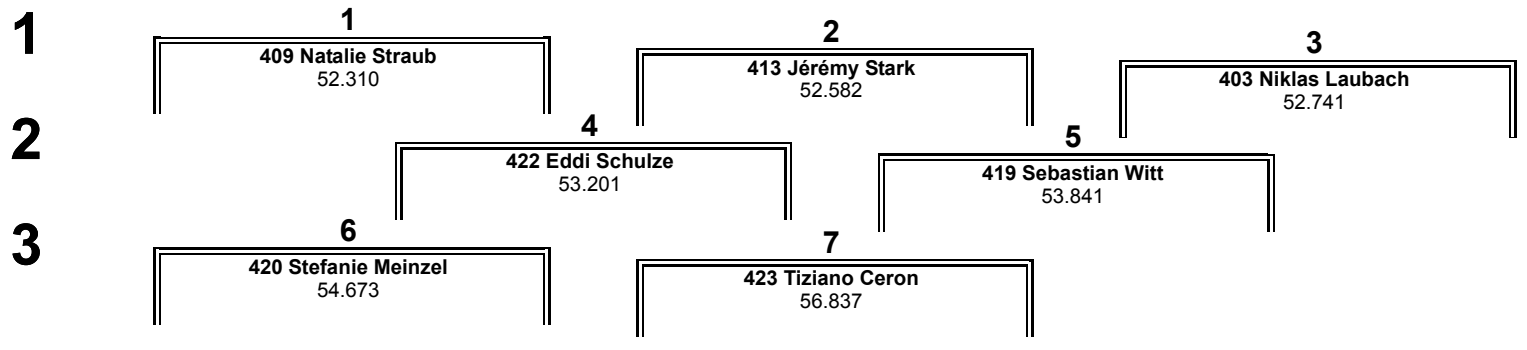 1
1
409 Natalie Straub
52.310
2
413 Jérémy Stark
52.582
3
403 Niklas Laubach
52.741
2
4
422 Eddi Schulze
53.201
5
419 Sebastian Witt
53.841
3
6
420 Stefanie Meinzel
54.673
7
423 Tiziano Ceron
56.837